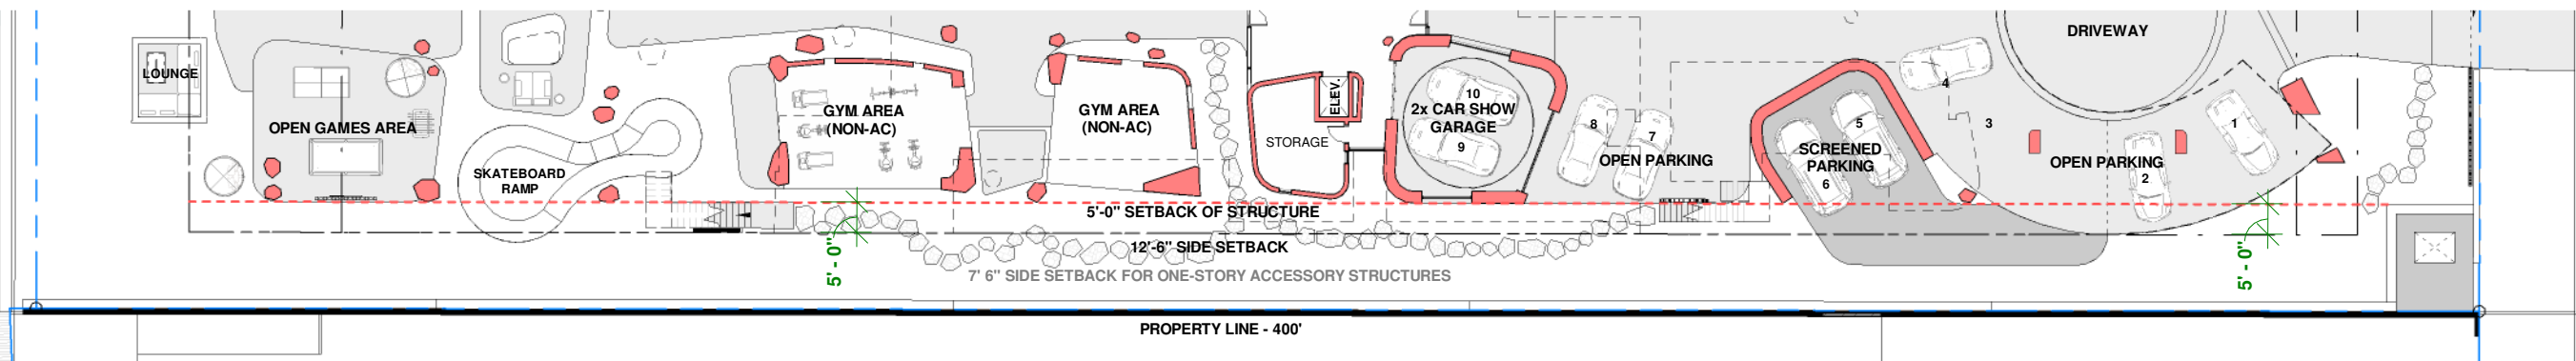 LOUNGE
OPEN GAMES AREA
SKATEBOARD
RAMP
GYM AREA
(NON-AC)
GYM AREA
(NON-AC)
STORAGE
ELEV.
10
2x CAR SHOW
GARAGE
9
8
7
OPEN PARKING
5
SCREENED
PARKING
6
4
3
DRIVEWAY
1
OPEN PARKING
2
5'-0" SETBACK OF STRUCTURE
12'-6" SIDE SETBACK
7' 6" SIDE SETBACK FOR ONE-STORY ACCESSORY STRUCTURES
5' - 0"
5' - 0"
PROPERTY LINE - 400'